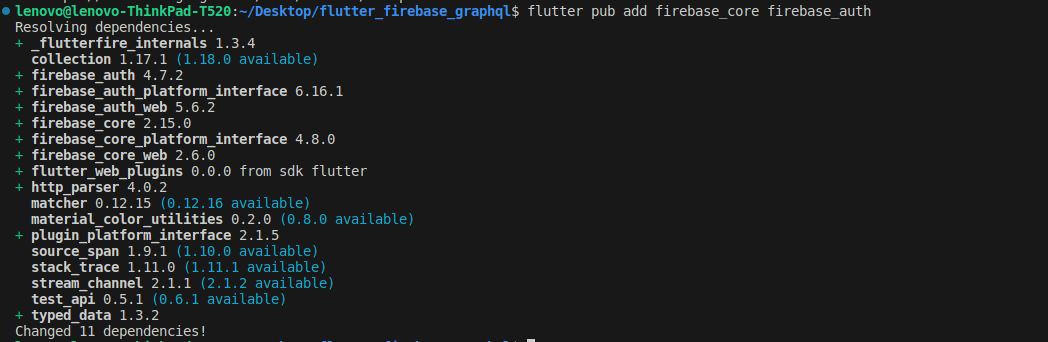 lenovo@lenovo-ThinkPad-T520:~/Desktop/flutter_firebase_graphql$ flutter pub add firebase_core firebase_auth
Resolving dependencies...
+ _flutterfire_internals 1.3.4
collection 1.17.1 (1.18.0 available)
+ firebase_auth 4.7.2
+ firebase_auth_platform_interface 6.16.1
+ firebase_auth_web 5.6.2
+ firebase_core 2.15.0
+ firebase_core_platform_interface 4.8.0
+ firebase_core_web 2.6.0
+ flutter_web_plugins 0.0.0 from sdk flutter
+ http_parser 4.0.2
matcher 0.12.15 (0.12.16 available)
material_color_utilities 0.2.0 (0.8.0 available)
+ plugin_platform_interface 2.1.5
source_span 1.9.1 (1.10.0 available)
stack_trace 1.11.0 (1.11.1 available)
stream_channel 2.1.1 (2.1.2 available)
test_api 0.5.1 (0.6.1 available)
+ typed_data 1.3.2
Changed 11 dependencies!